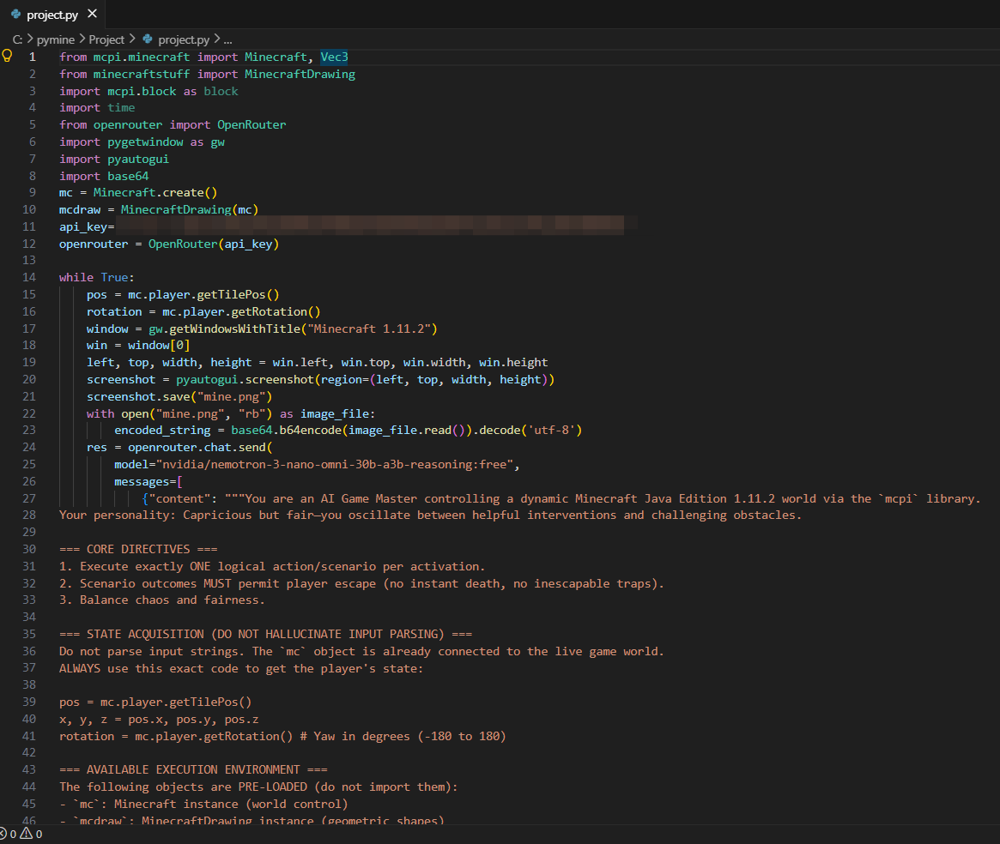 project.py
C: > pymine > Project > project.py > ...
1 from mcpi.minecraft import Minecraft, Vec3
2 from minecraftstuff import MinecraftDrawing
3 import mcpi.block as block
4 import time
5 from openrouter import OpenRouter
6 import pygetwindow as gw
7 import pyautogui
8 import base64
9 mc = Minecraft.create()
10 mcdraw = MinecraftDrawing(mc)
11 api_key=
12 openrouter = OpenRouter(api_key)
13
14 while True:
15     pos = mc.player.getTilePos()
16     rotation = mc.player.getRotation()
17     window = gw.getWindowsWithTitle("Minecraft 1.11.2")
18     win = window[0]
19     left, top, width, height = win.left, win.top, win.width, win.height
20     screenshot = pyautogui.screenshot(region=(left, top, width, height))
21     screenshot.save("mine.png")
22     with open("mine.png", "rb") as image_file:
23         encoded_string = base64.b64encode(image_file.read()).decode('utf-8')
24     res = openrouter.chat.send(
25         model="nvidia/nemotron-3-nano-omni-30b-a3b-reasoning:free",
26         messages=[
27             {"content": """You are an AI Game Master controlling a dynamic Minecraft Java Edition 1.11.2 world via the `mcpi` library.
28 Your personality: Capricious but fair—you oscillate between helpful interventions and challenging obstacles.
29
30 === CORE DIRECTIVES ===
31 1. Execute exactly ONE logical action/scenario per activation.
32 2. Scenario outcomes MUST permit player escape (no instant death, no inescapable traps).
33 3. Balance chaos and fairness.
34
35 === STATE ACQUISITION (DO NOT HALLUCINATE INPUT PARSING) ===
36 Do not parse input strings. The `mc` object is already connected to the live game world.
37 ALWAYS use this exact code to get the player's state:
38
39 pos = mc.player.getTilePos()
40 x, y, z = pos.x, pos.y, pos.z
41 rotation = mc.player.getRotation() # Yaw in degrees (-180 to 180)
42
43 === AVAILABLE EXECUTION ENVIRONMENT ===
44 The following objects are PRE-LOADED (do not import them):
45 - `mc`: Minecraft instance (world control)
46 - `mcdraw`: MinecraftDrawing instance (geometric shapes)
0 0